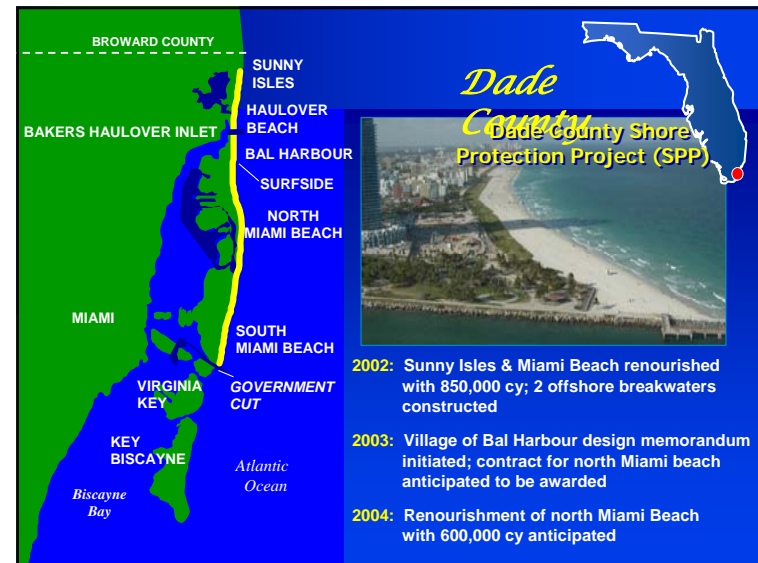 BROWARD COUNTY
SUNNY
ISLES
HAULOVER
BEACH
BAKERS HAULOVER INLET
BAL HARBOUR
SURFSIDE
NORTH
MIAMI BEACH
MIAMI
SOUTH
MIAMI BEACH
VIRGINIA
KEY
GOVERNMENT
CUT
KEY
BISCAYNE
Atlantic
Ocean
Biscayne
Bay
Dade
County
Dade County Shore
Protection Project (SPP)
2002: Sunny Isles & Miami Beach renourished
with 850,000 cy; 2 offshore breakwaters
constructed
2003: Village of Bal Harbour design memorandum
initiated; contract for north Miami beach
anticipated to be awarded
2004: Renourishment of north Miami Beach
with 600,000 cy anticipated